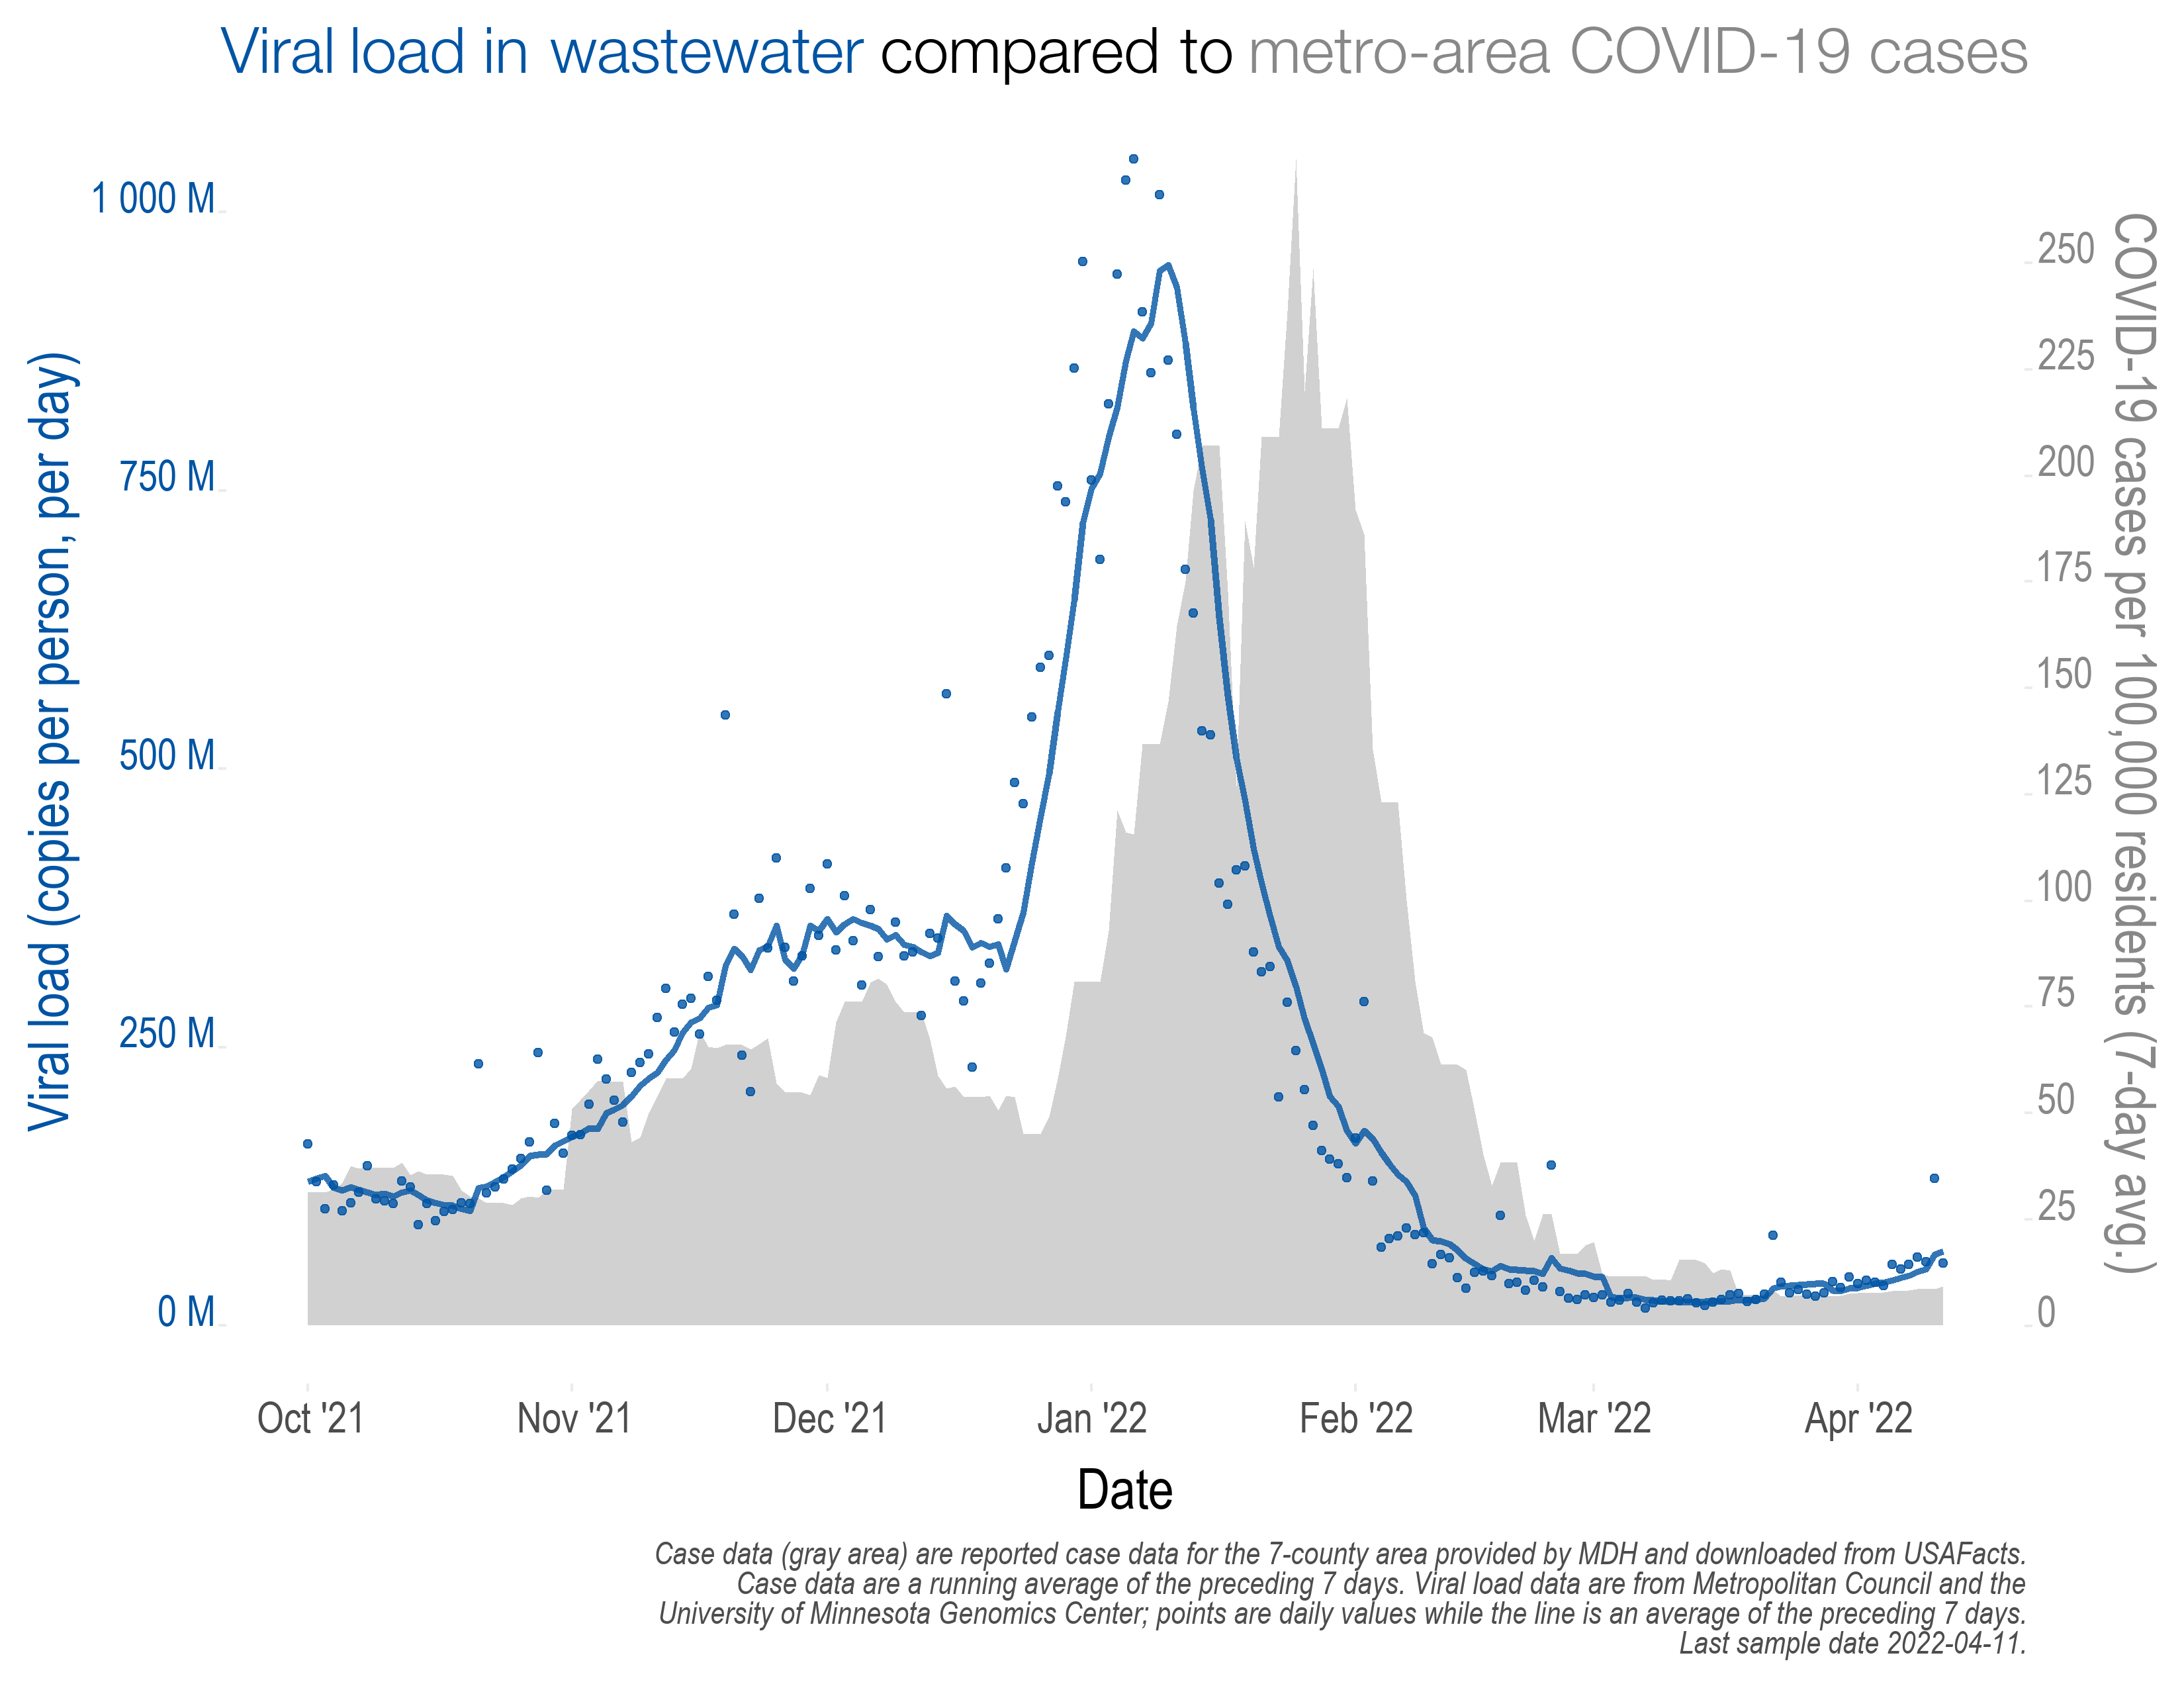 Viral load in wastewater compared to metro-area COVID-19 cases
Viral load (copies per person, per day)
1 000 M
750 M
500 M
250 M
0 M
COVID-19 cases per 100,000 residents (7-day avg.)
250
225
200
175
150
125
100
75
50
25
0
Oct '21
Nov '21
Dec '21
Jan '22
Feb '22
Mar '22
Apr '22
Date
Case data (gray area) are reported case data for the 7-county area provided by MDH and downloaded from USAFacts.
Case data are a running average of the preceding 7 days. Viral load data are from Metropolitan Council and the
University of Minnesota Genomics Center; points are daily values while the line is an average of the preceding 7 days.
Last sample date 2022-04-11.